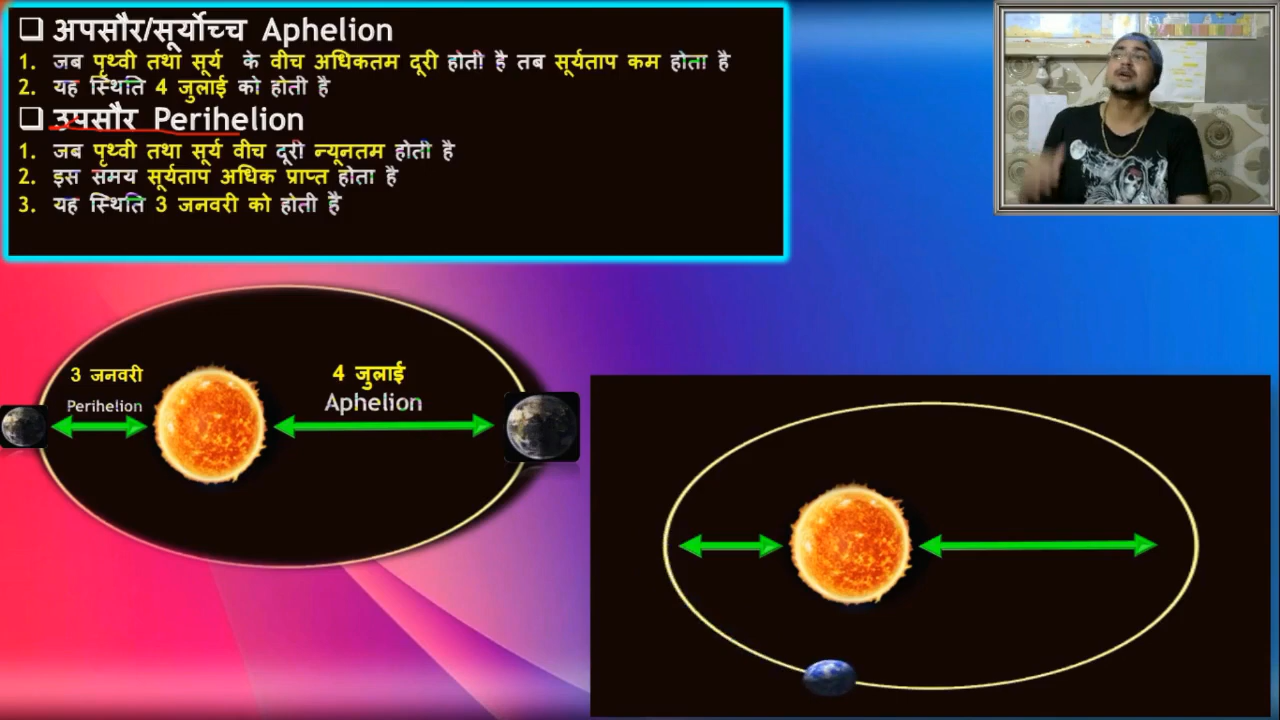 ❑ अपसौर/सूर्योच्च Aphelion
1. जब पृथ्वी तथा सूर्य के वीच अधिकतम दूरी होती है तब सूर्यताप कम होता है
2. यह स्थिति 4 जुलाई को होती है
❑ उपसौर Perihelion
1. जब पृथ्वी तथा सूर्य वीच दूरी न्यूनतम होती है
2. इस समय सूर्यताप अधिक प्राप्त होता है
3. यह स्थिति 3 जनवरी को होती है
3 जनवरी
Perihelion
4 जुलाई
Aphelion